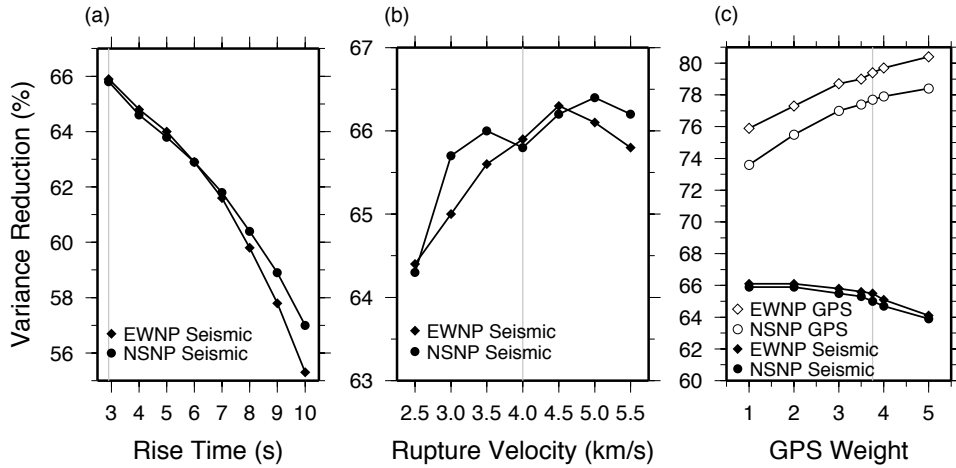 (a)
(b)
(c)
Variance Reduction (%)
66
64
62
60
58
56
EWNP Seismic
NSNP Seismic
3 4 5 6 7 8 9 10
Rise Time (s)
67
66
65
64
63
EWNP Seismic
NSNP Seismic
2.5 3.0 3.5 4.0 4.5 5.0 5.5
Rupture Velocity (km/s)
80
78
76
74
72
70
68
66
64
62
60
EWNP GPS
NSNP GPS
EWNP Seismic
NSNP Seismic
1 2 3 4 5
GPS Weight